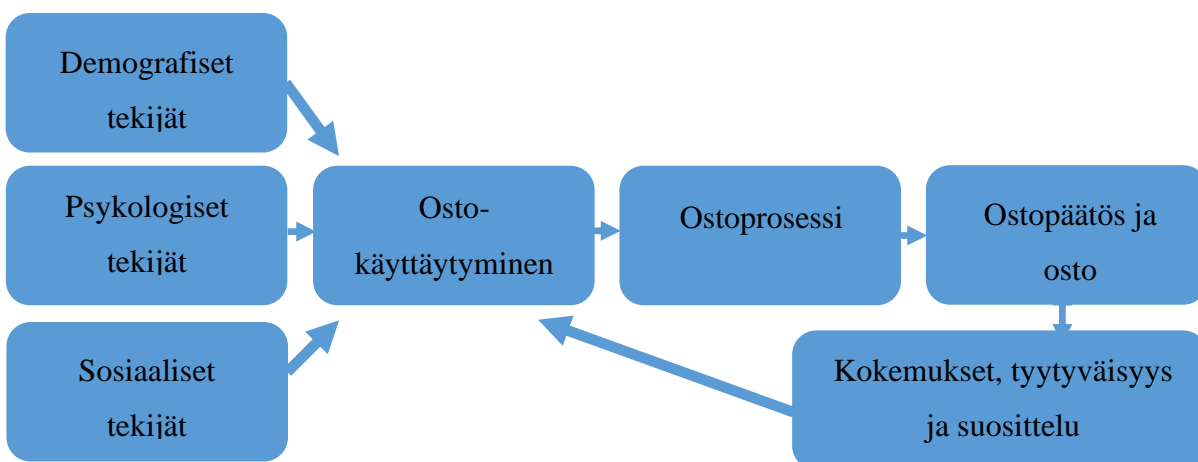 Demografiset
tekijät
Psykologiset
tekijät
Sosiaaliset
tekijät
Osto-
käyttäytyminen
Ostoprosessi
Ostopäätös ja
osto
Kokemukset, tyytyväisyys
ja suosittelu